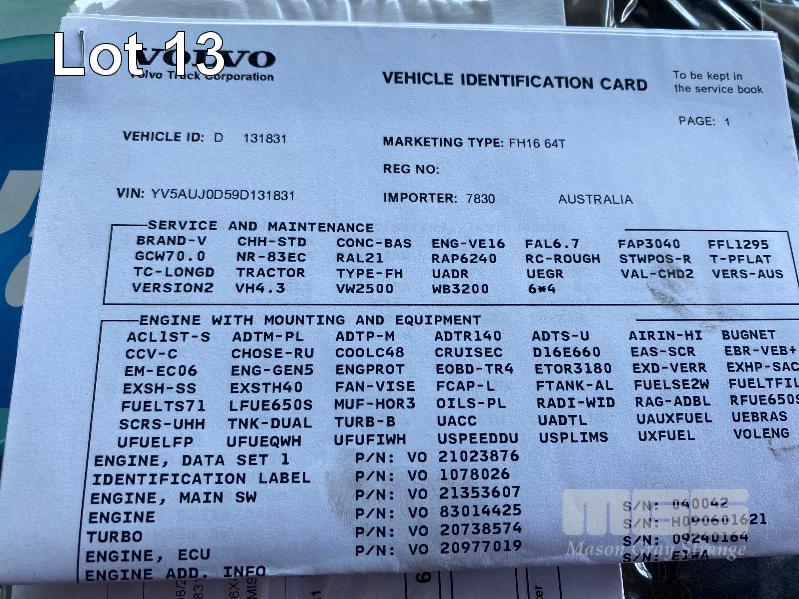 Lot 13
VOLVO
Volvo Truck Corporation
VEHICLE IDENTIFICATION CARD
To be kept in
the service book
PAGE: 1
VEHICLE ID: D 131831
MARKETING TYPE: FH16 64T
REG NO:
VIN: YV5AUJ0D59D131831
IMPORTER: 7830 AUSTRALIA
SERVICE AND MAINTENANCE
BRAND-V CHH-STD CONC-BAS ENG-VE16 FAL6.7 FAP3040 FFL1295
GCW70.0 NR-83EC RAL21 RAP6240 RC-ROUGH STWPOS-R T-PFLAT
TC-LONGD TRACTOR TYPE-FH UADR UEGR VAL-CHD2 VERS-AUS
VERSION2 VH4.3 VW2500 WB3200 6*4
ENGINE WITH MOUNTING AND EQUIPMENT
ACL1ST-S ADTM-PL ADTP-M ADTR140 ADTS-U AIRIN-HI BUGNET
CCV-C CHOSE-RU COOLC48 CRUISEC D16E660 EAS-SCR EBR-VEB+
EM-EC06 ENG-GEN5 ENGPROT EOBD-TR4 ETOR3180 EXD-VERR EXHP-SAC
EXSH-SS EXSTH40 FAN-VISE FCAP-L FTANK-AL FUELSE2W FUELTFIL
FUELTS71 LFUE650S MUF-HOR3 OILS-PL RADI-WID RAG-ADBL RFUE650S
SCRS-UHH TNK-DUAL TURB-B UACC UADTL UAUXFUEL UEBRAS
UFUELFP UFUEQWH UFUFIWH USPEEDDU USPLIMS UXFUEL VOLENG
ENGINE, DATA SET 1 P/N: VO 21023876
IDENTIFICATION LABEL P/N: VO 1078026
ENGINE, MAIN SW P/N: VO 21353607
ENGINE P/N: VO 83014425 S/N: 040042
TURBO P/N: VO 20738574 S/N: H090601621
ENGINE, ECU P/N: VO 20977019 S/N: 09240164
ENGINE ADD. INFO S/N:
Mason Gray Strange